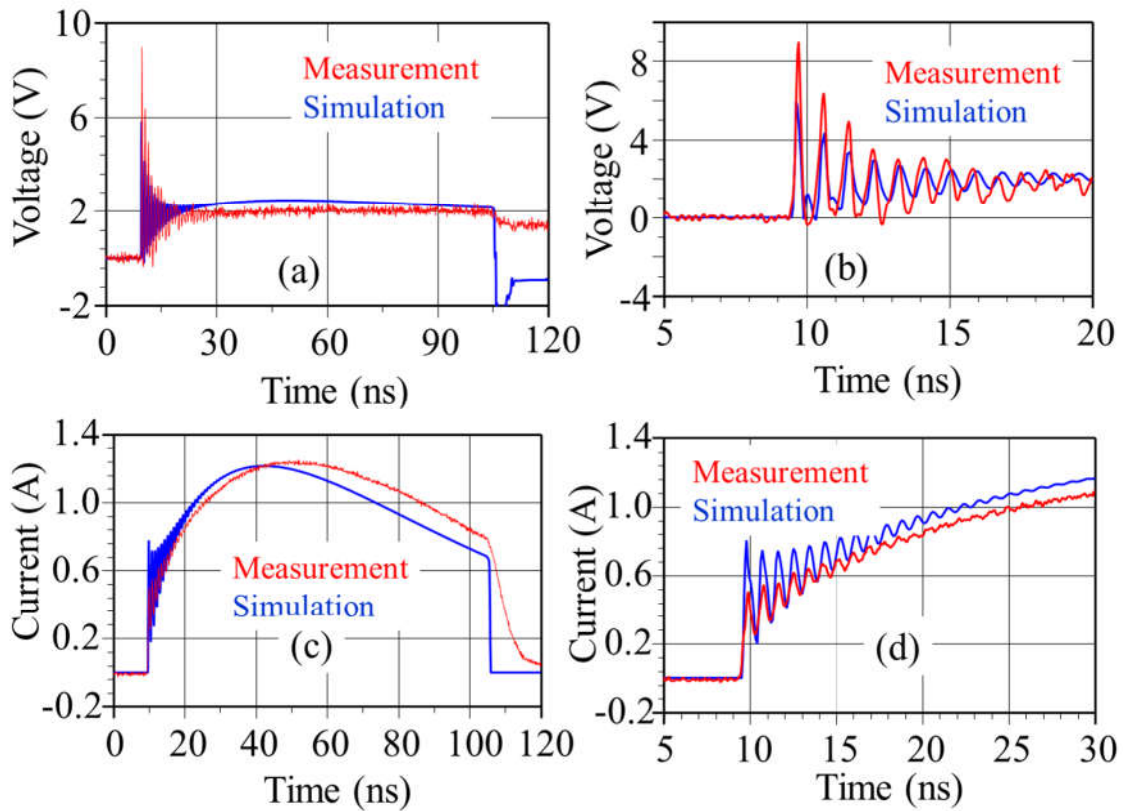 10
6
2
-2
Voltage (V)
Measurement
Simulation
(a)
0 30 60 90 120
Time (ns)
8
4
0
-4
Voltage (V)
Measurement
Simulation
(b)
5 10 15 20
Time (ns)
1.4
1.0
0.6
0.2
-0.2
Current (A)
Measurement
Simulation
(c)
0 20 40 60 80 100 120
Time (ns)
1.4
1.0
0.6
0.2
-0.2
Current (A)
Measurement
Simulation
(d)
5 10 15 20 25 30
Time (ns)